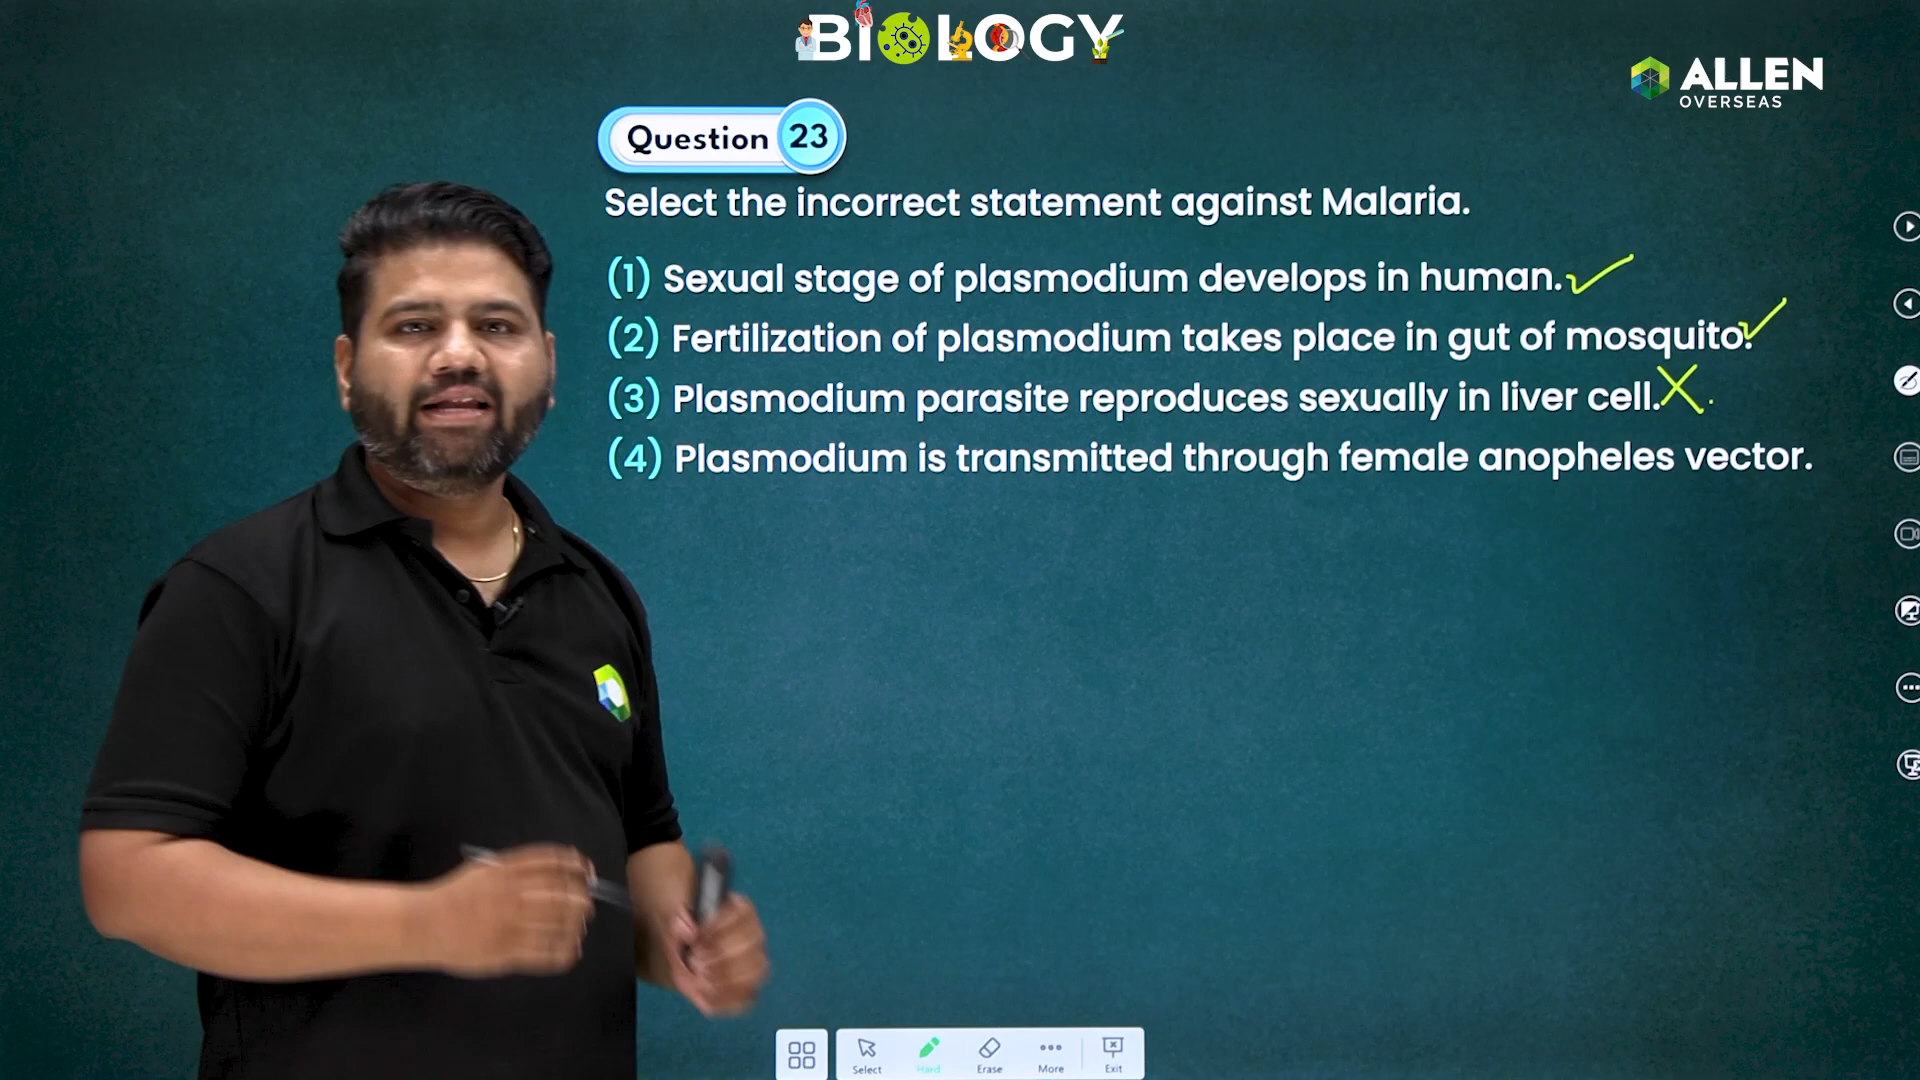 BIOLOGY
ALLEN
OVERSEAS
Question 23
Select the incorrect statement against Malaria.
(1) Sexual stage of plasmodium develops in human.
(2) Fertilization of plasmodium takes place in gut of mosquito.
(3) Plasmodium parasite reproduces sexually in liver cell.
(4) Plasmodium is transmitted through female anopheles vector.
Select Hard Erase More Exit